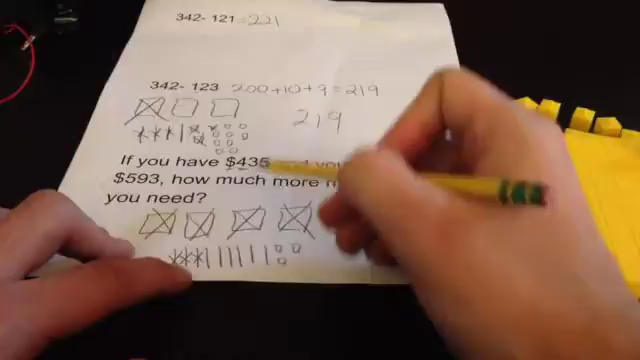 342- 121=221
342- 123 200+10+9=219
219
If you have $435
$593, how much more
you need?